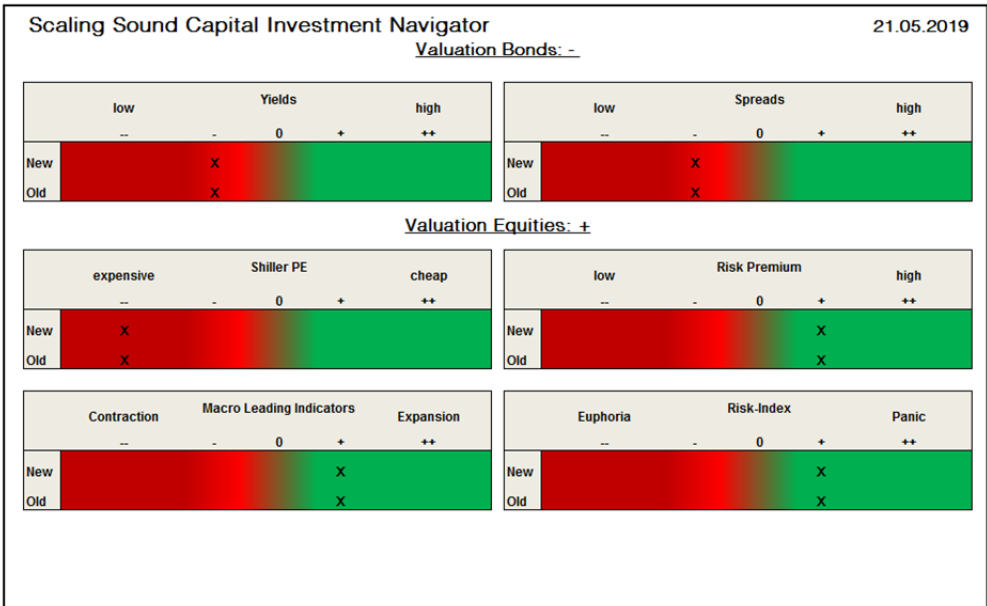 Scaling Sound Capital Investment Navigator 21.05.2019
Valuation Bonds: -
low Yields high
-- - 0 + ++
New X
Old X
low Spreads high
-- - 0 + ++
New X
Old X
Valuation Equities: +
expensive Shiller PE cheap
-- - 0 + ++
New X
Old X
low Risk Premium high
-- - 0 + ++
New X
Old X
Contraction Macro Leading Indicators Expansion
-- - 0 + ++
New X
Old X
Euphoria Risk-Index Panic
-- - 0 + ++
New X
Old X